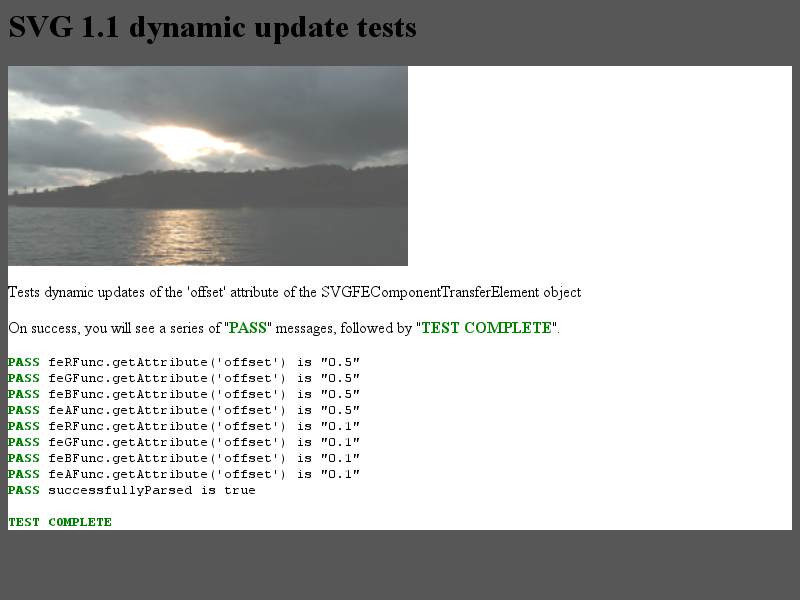 SVG 1.1 dynamic update tests
Tests dynamic updates of the 'offset' attribute of the SVGFEComponentTransferElement object
On success, you will see a series of "PASS" messages, followed by "TEST COMPLETE".
PASS feRFunc.getAttribute('offset') is "0.5"
PASS feGFunc.getAttribute('offset') is "0.5"
PASS feBFunc.getAttribute('offset') is "0.5"
PASS feAFunc.getAttribute('offset') is "0.5"
PASS feRFunc.getAttribute('offset') is "0.1"
PASS feGFunc.getAttribute('offset') is "0.1"
PASS feBFunc.getAttribute('offset') is "0.1"
PASS feAFunc.getAttribute('offset') is "0.1"
PASS successfullyParsed is true
TEST COMPLETE